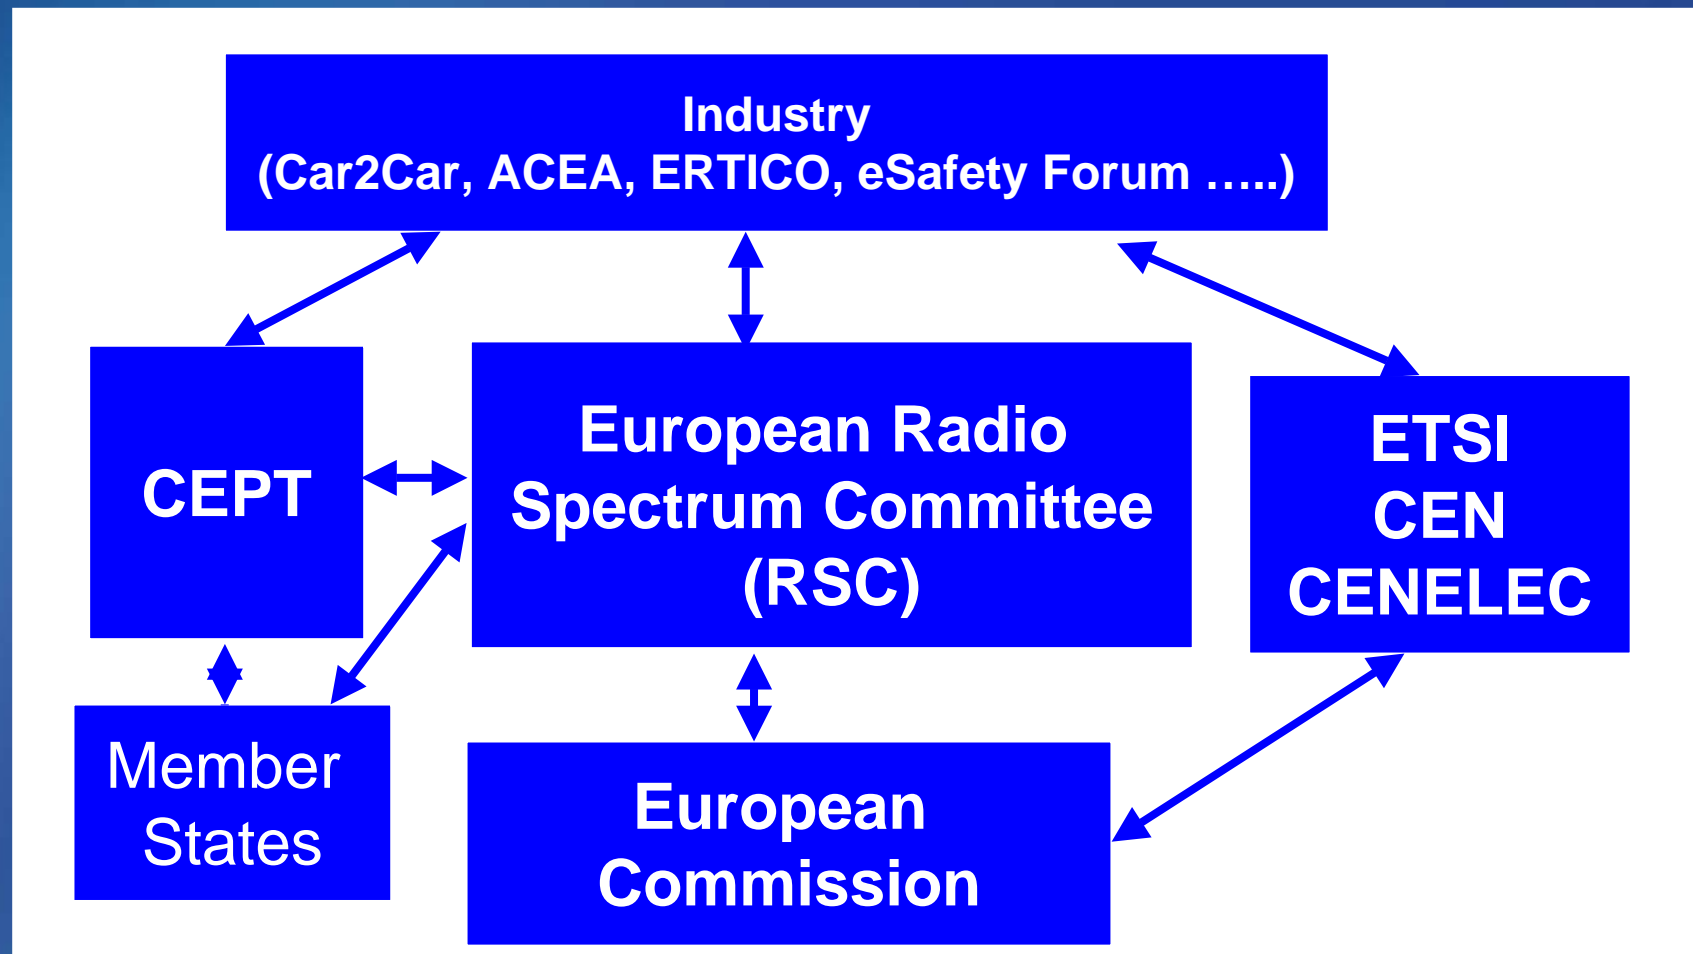 Industry
(Car2Car, ACEA, ERTICO, eSafety Forum …..)
CEPT
European Radio
Spectrum Committee
(RSC)
ETSI
CEN
CENELEC
Member
States
European
Commission